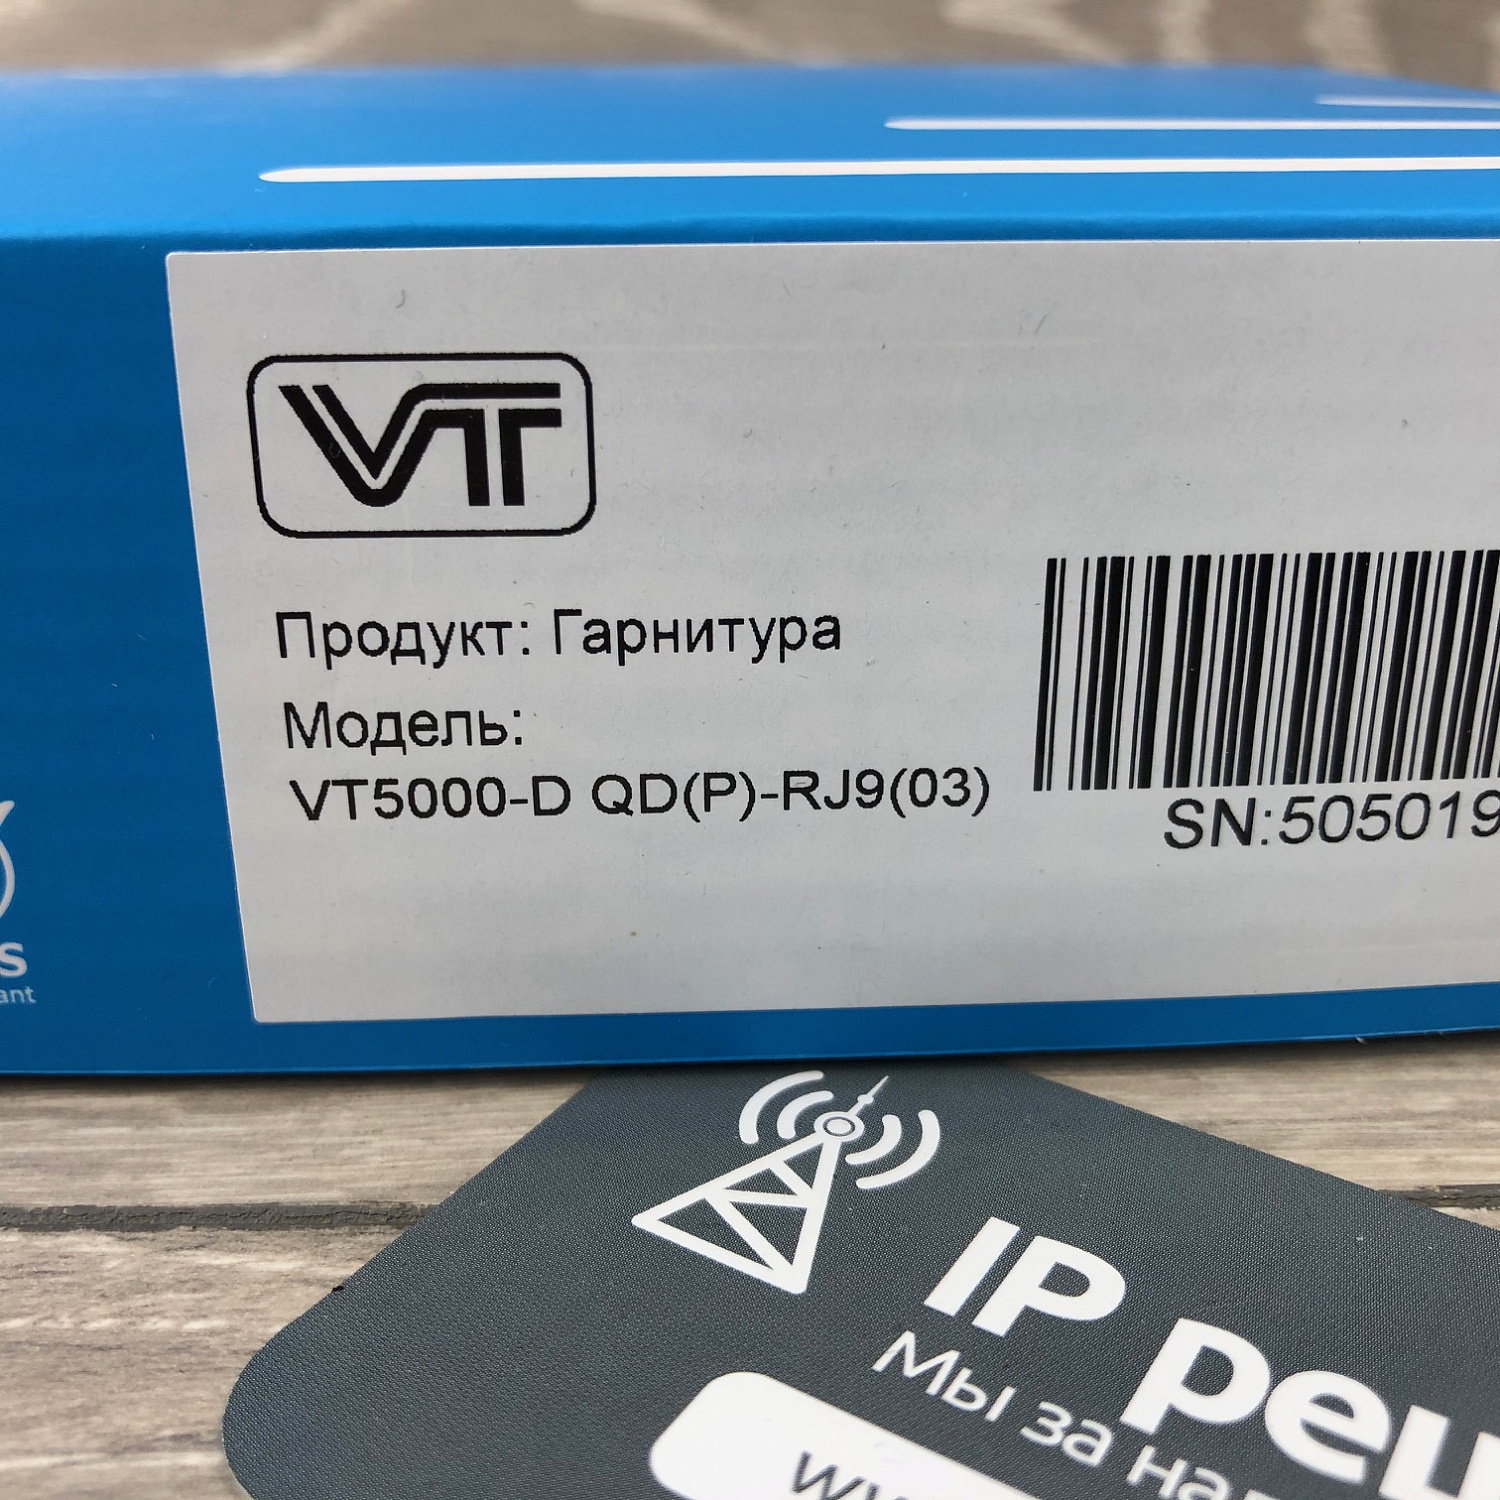 VT
Продукт: Гарнитура
Модель:
VT5000-D QD(P)-RJ9(03)
SN:505019
IP
Мы за